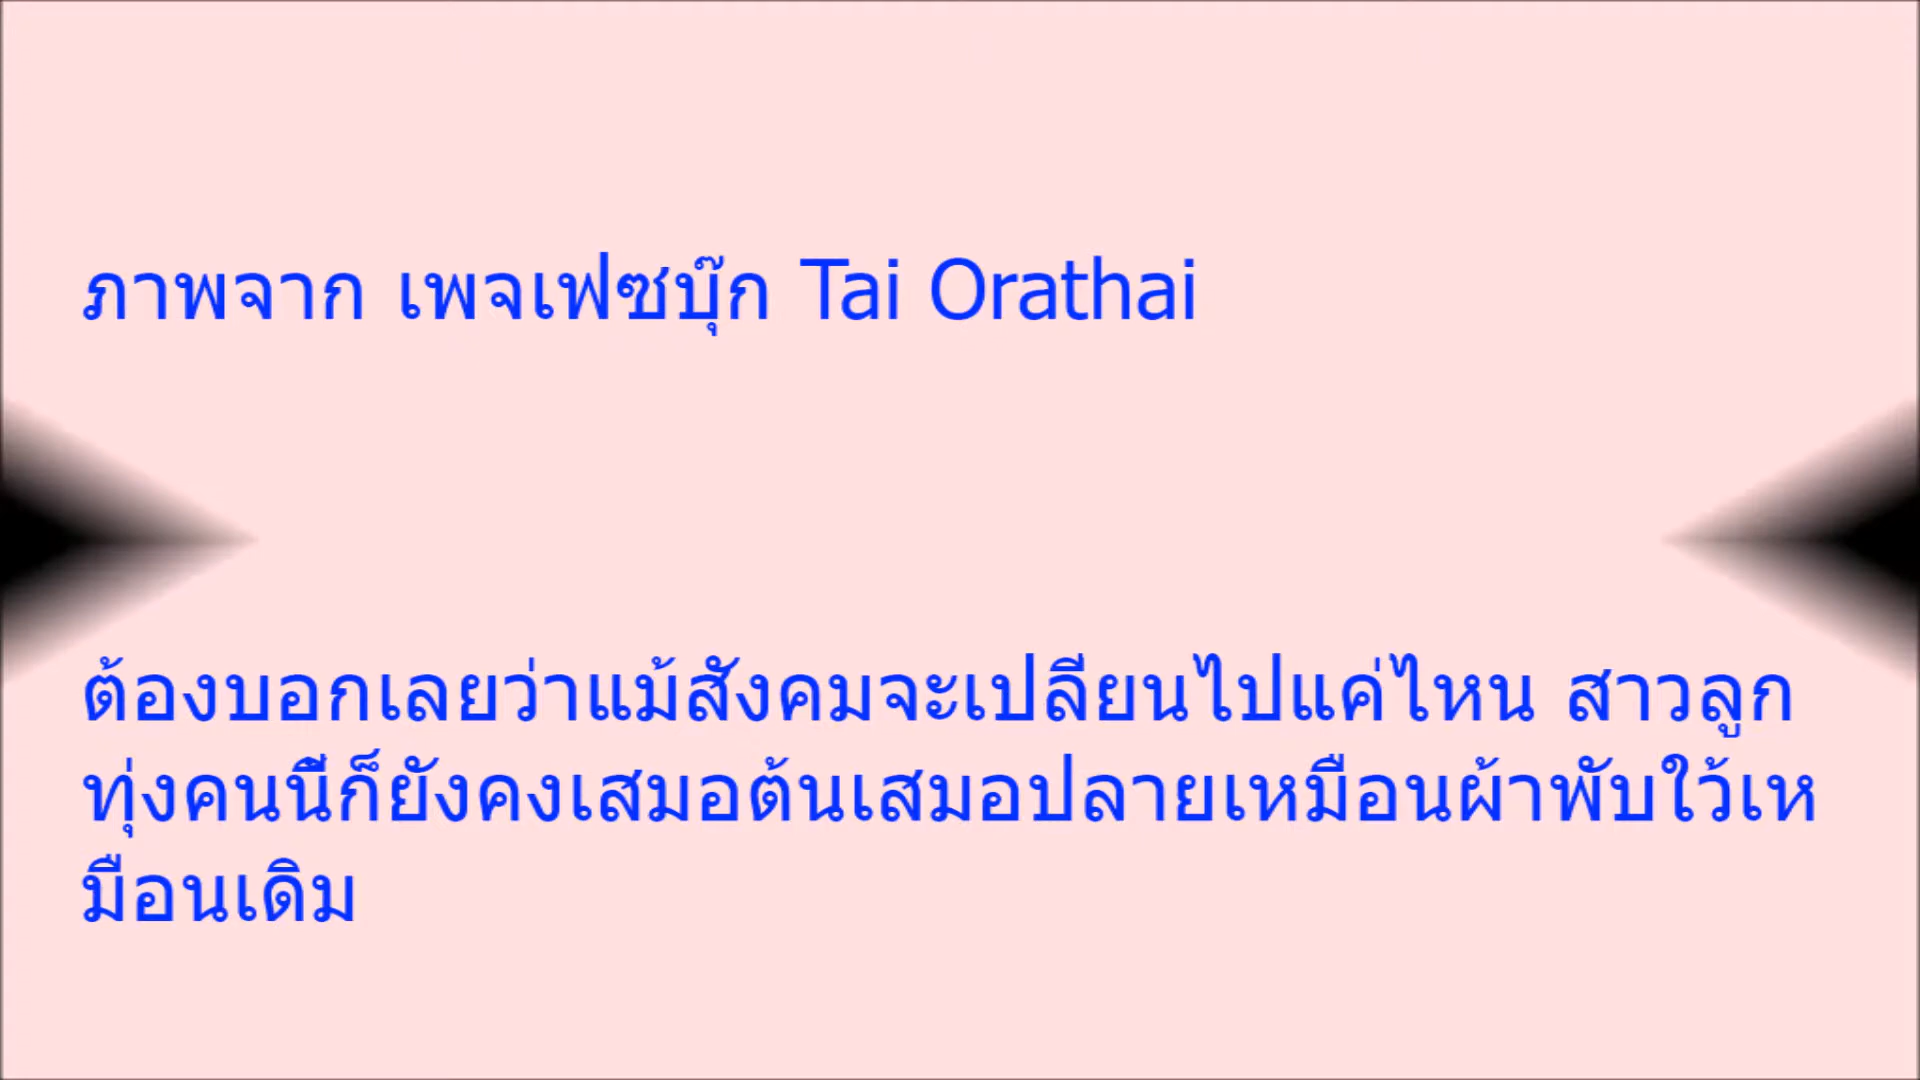 ภาพจาก เพจเฟซบุ๊ก Tai Orathai
ต้องบอกเลยว่าแม้สังคมจะเปลี่ยนไปแค่ไหน สาวลูก
ทุ่งคนนี้ก็ยังคงเสมอต้นเสมอปลายเหมือนผ้าพับใว้เห
มือนเดิม